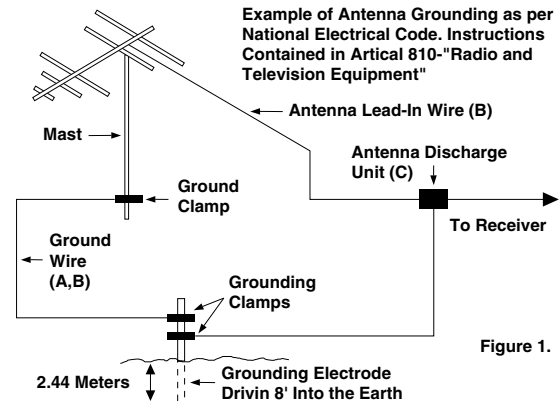 Example of Antenna Grounding as per
National Electrical Code. Instructions
Contained in Artical 810-"Radio and
Television Equipment"
Antenna Lead-In Wire (B)
Mast
Antenna Discharge
Unit (C)
Ground
Clamp
To Receiver
Ground
Wire
(A,B)
Grounding
Clamps
Figure 1.
2.44 Meters
Grounding Electrode
Drivin 8' Into the Earth